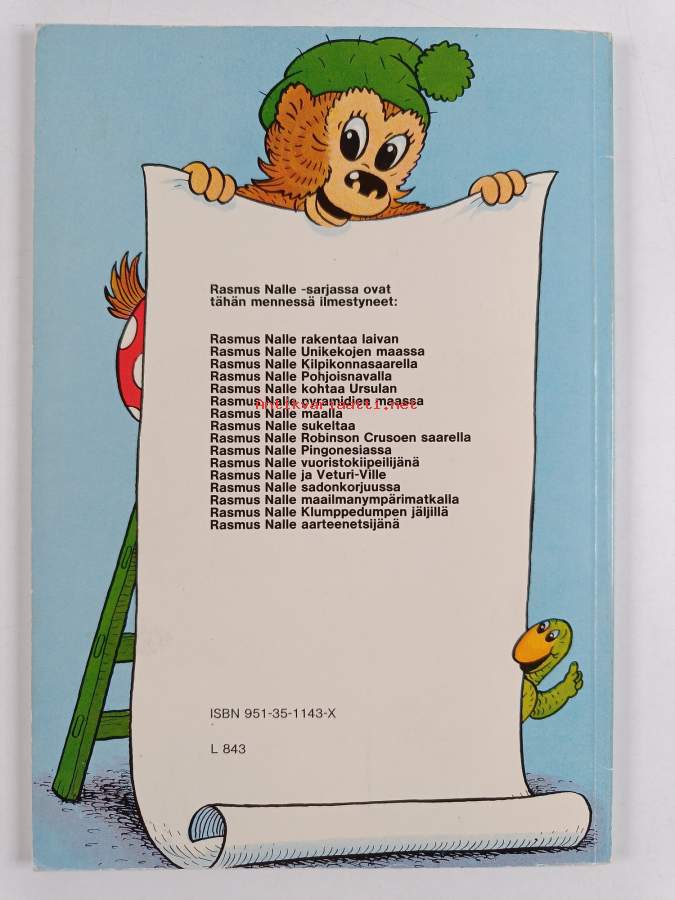 Rasmus Nalle -sarjassa ovat
tähän mennessä ilmestyneet:
Rasmus Nalle rakentaa laivan
Rasmus Nalle Unikekojen maassa
Rasmus Nalle Kilpikonnasaarella
Rasmus Nalle Pohjoisnavalla
Rasmus Nalle kohtaa Ursulan
Rasmus Nalle pyramidien maassa
Antikvariaatti.net
Rasmus Nalle maalla
Rasmus Nalle sukeltaa
Rasmus Nalle Robinson Crusoen saarella
Rasmus Nalle Pingonesiassa
Rasmus Nalle vuoristokiipeilijänä
Rasmus Nalle ja Veturi-Ville
Rasmus Nalle sadonkorjuussa
Rasmus Nalle maailmanympärimatkalla
Rasmus Nalle Klumppedumpen jäljillä
Rasmus Nalle aarteenetsijänä
ISBN 951-35-1143-X
L 843